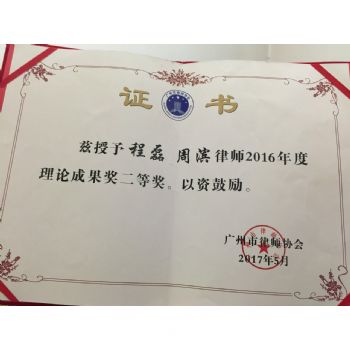 证 书
兹授予 程磊 周滨 律师2016年度
理论成果奖二等奖。以资鼓励。
广州市律师协会
2017年5月